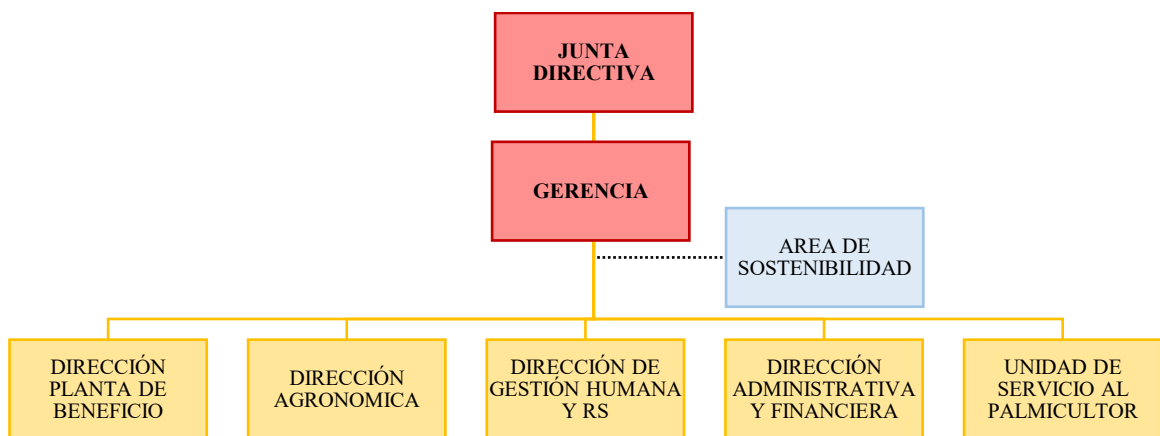 JUNTA
DIRECTIVA
GERENCIA
AREA DE
SOSTENIBILIDAD
DIRECCIÓN
PLANTA DE
BENEFICIO
DIRECCIÓN
AGRONOMICA
DIRECCIÓN DE
GESTIÓN HUMANA
Y RS
DIRECCIÓN
ADMINISTRATIVA
Y FINANCIERA
UNIDAD DE
SERVICIO AL
PALMICULTOR